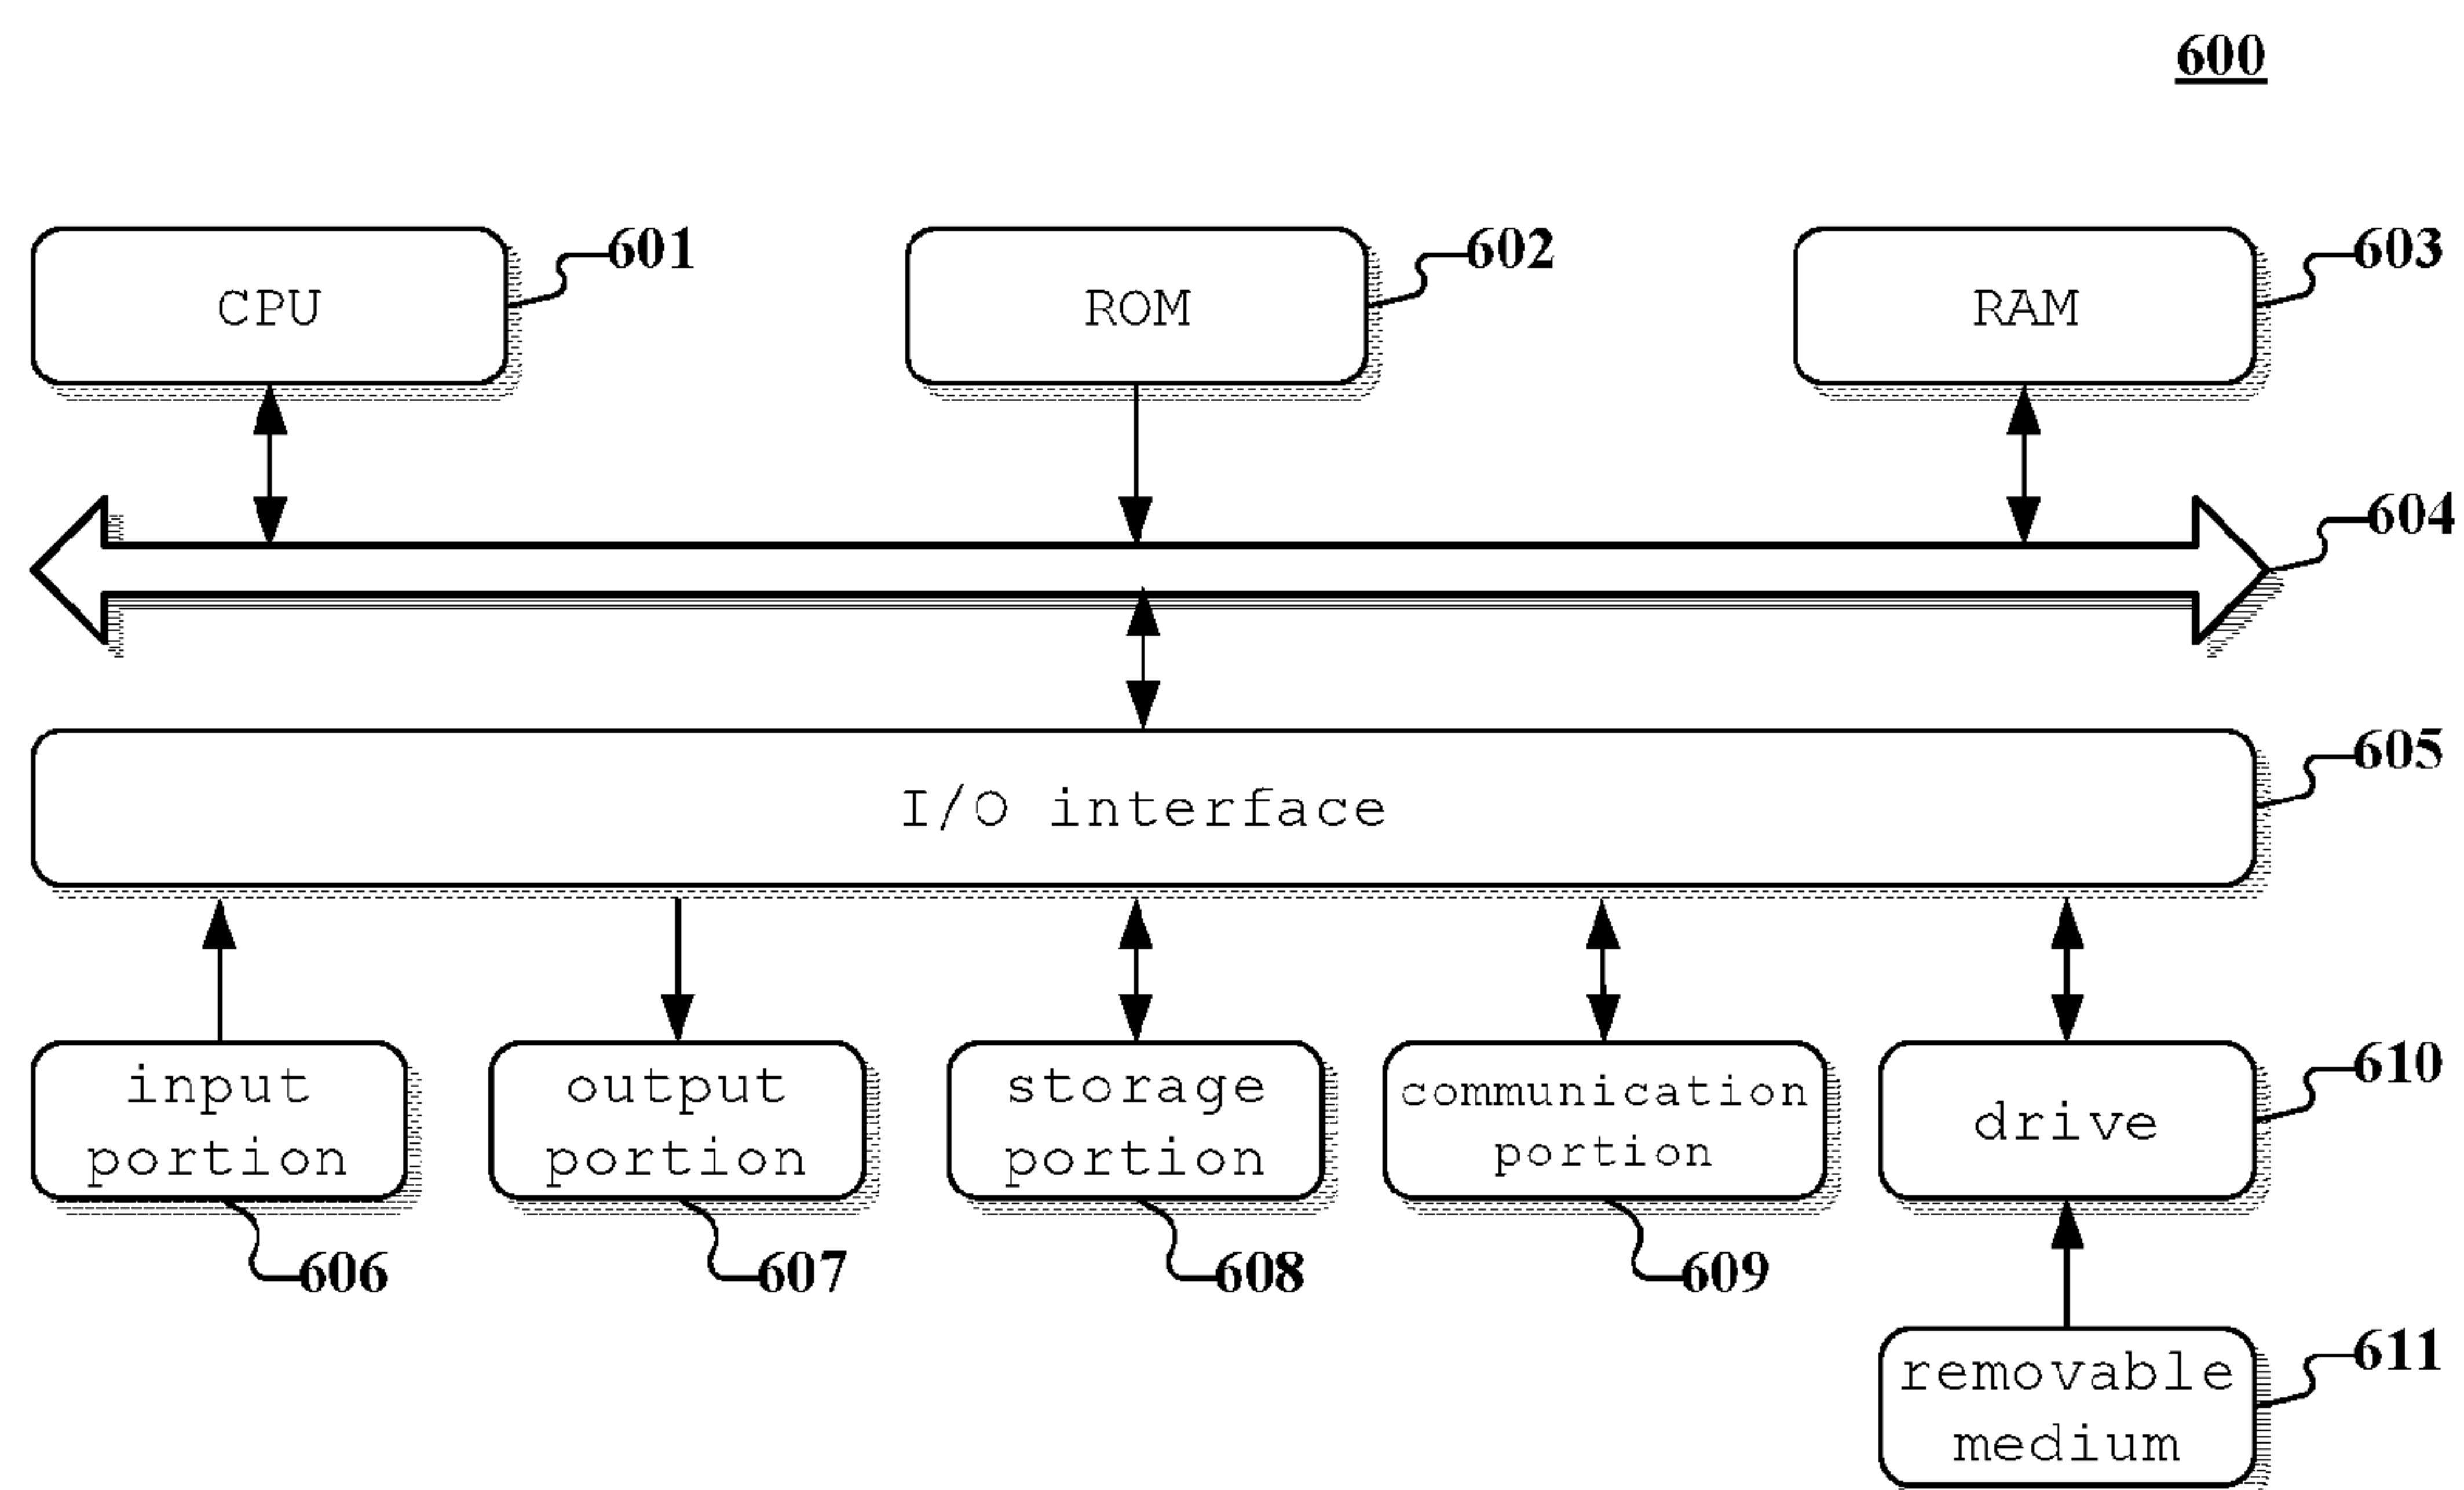 600
CPU
601
ROM
602
RAM
603
604
I/O interface
605
input
portion
output
portion
storage
portion
communication
portion
drive
610
606
607
608
609
removable
medium
611